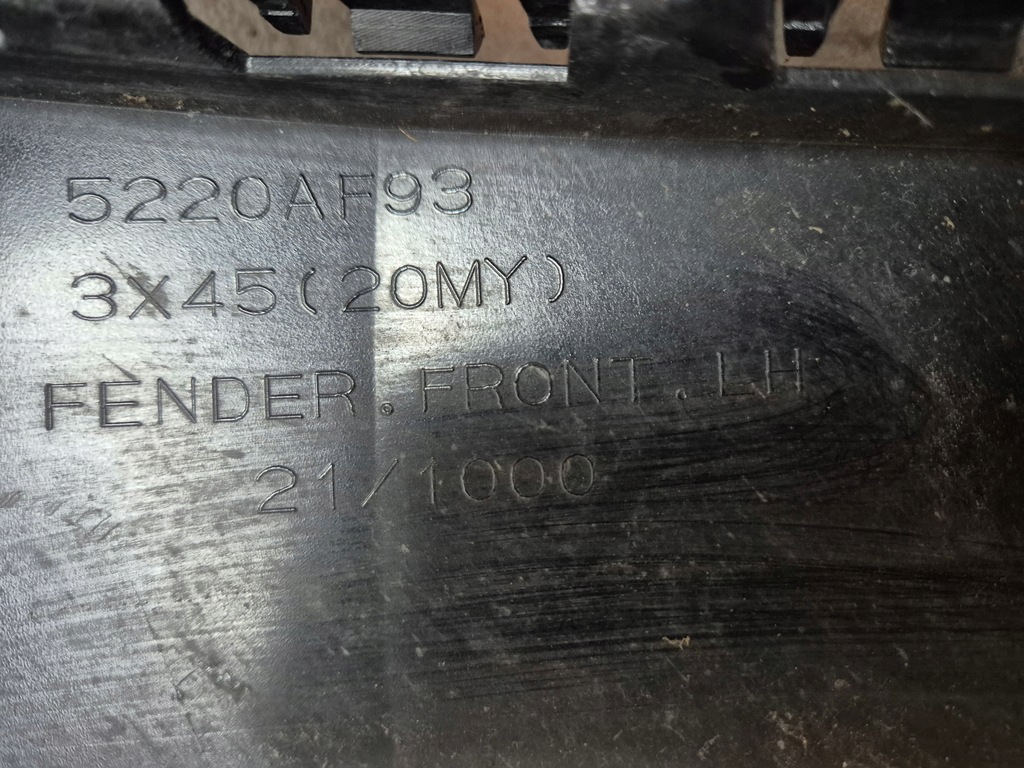 5220AF93
3X45(20MY)
FENDER.FRONT.LH
21/1000